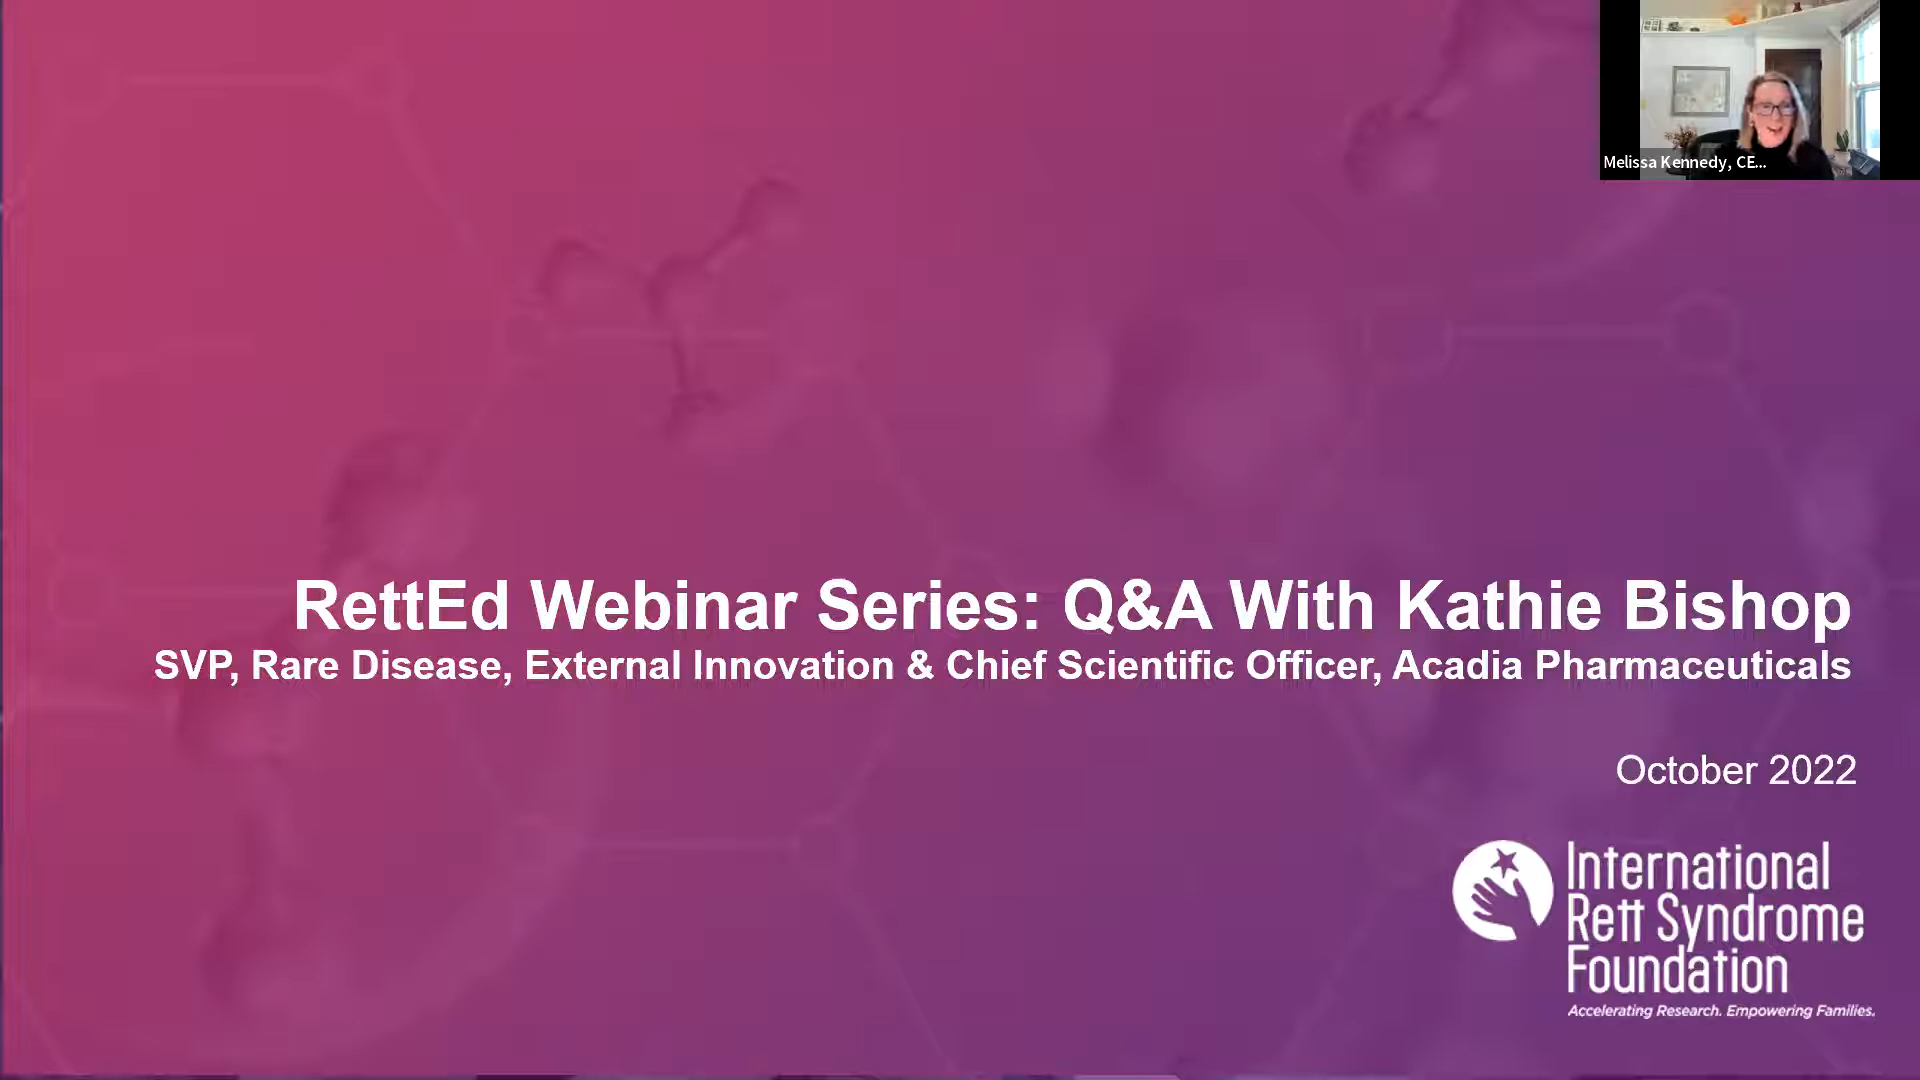 Melissa Kennedy, CE...
RettEd Webinar Series: Q&A With Kathie Bishop
SVP, Rare Disease, External Innovation & Chief Scientific Officer, Acadia Pharmaceuticals
October 2022
International
Rett Syndrome
Foundation
Accelerating Research. Empowering Families.